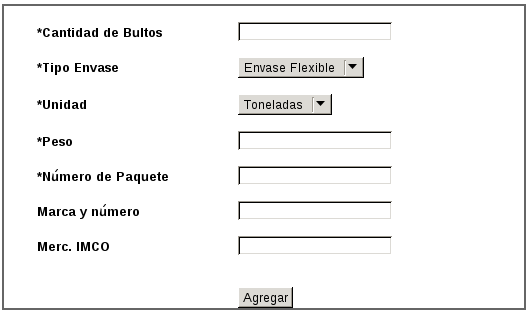 *Cantidad de Bultos
*Tipo Envase Envase Flexible
*Unidad Toneladas
*Peso
*Número de Paquete
Marca y número
Merc. IMCO
Agregar